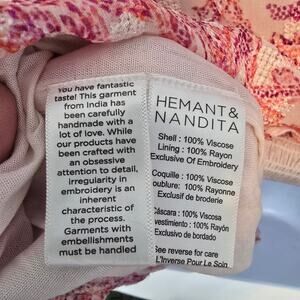 You have fantastic
taste! This garment
from India has been
carefully
handmade with a
lot of love. While
our products have
been crafted with
an obsessive
attention to detail,
irregularity in
embroidery is an
inherent
characteristic of
the process.
Garments with
embellishments
must be handled
HEMANT &
NANDITA
Shell : 100% Viscose
Lining : 100% Rayon
Exclusive Of Embroidery
Coquille : 100% Viscose
oublure: 100% Rayonne
Exclusif de broderie
Cáscara : 100% Viscosa
vestimiento : 100% Rayón
Exclusivo de bordado
See reverse for care
L'Inverse Pour Le Soin